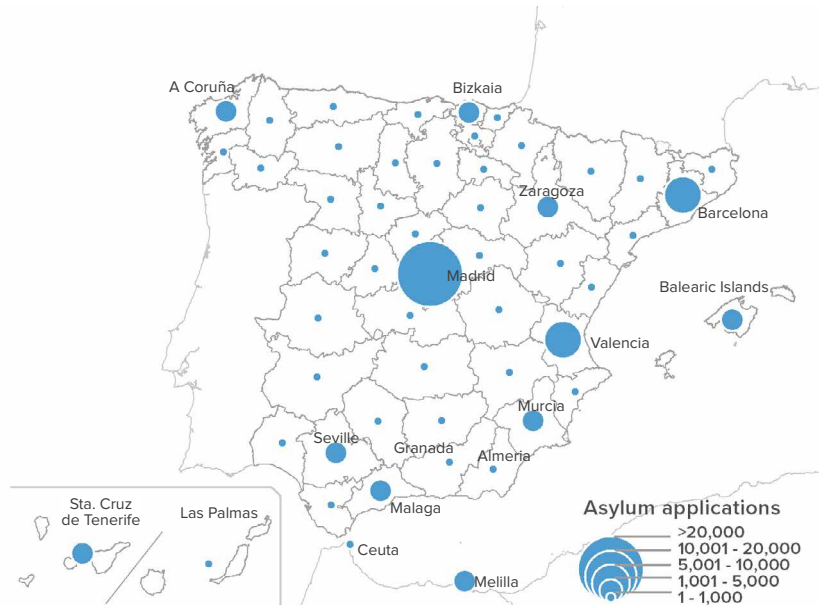 A Coruña
Bizkaia
Zaragoza
Barcelona
Madrid
Balearic Islands
Valencia
Murcia
Seville
Granada
Almeria
Sta. Cruz
de Tenerife
Las Palmas
Malaga
Ceuta
Melilla
Asylum applications
>20,000
10,001 - 20,000
5,001 - 10,000
1,001 - 5,000
1 - 1,000